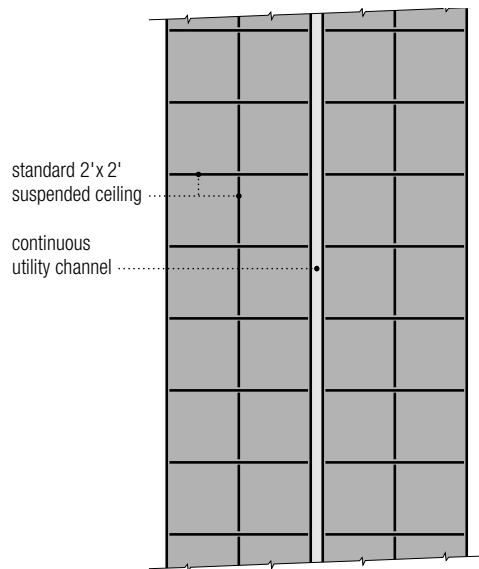 standard 2'x 2'
suspended ceiling
continuous
utility channel